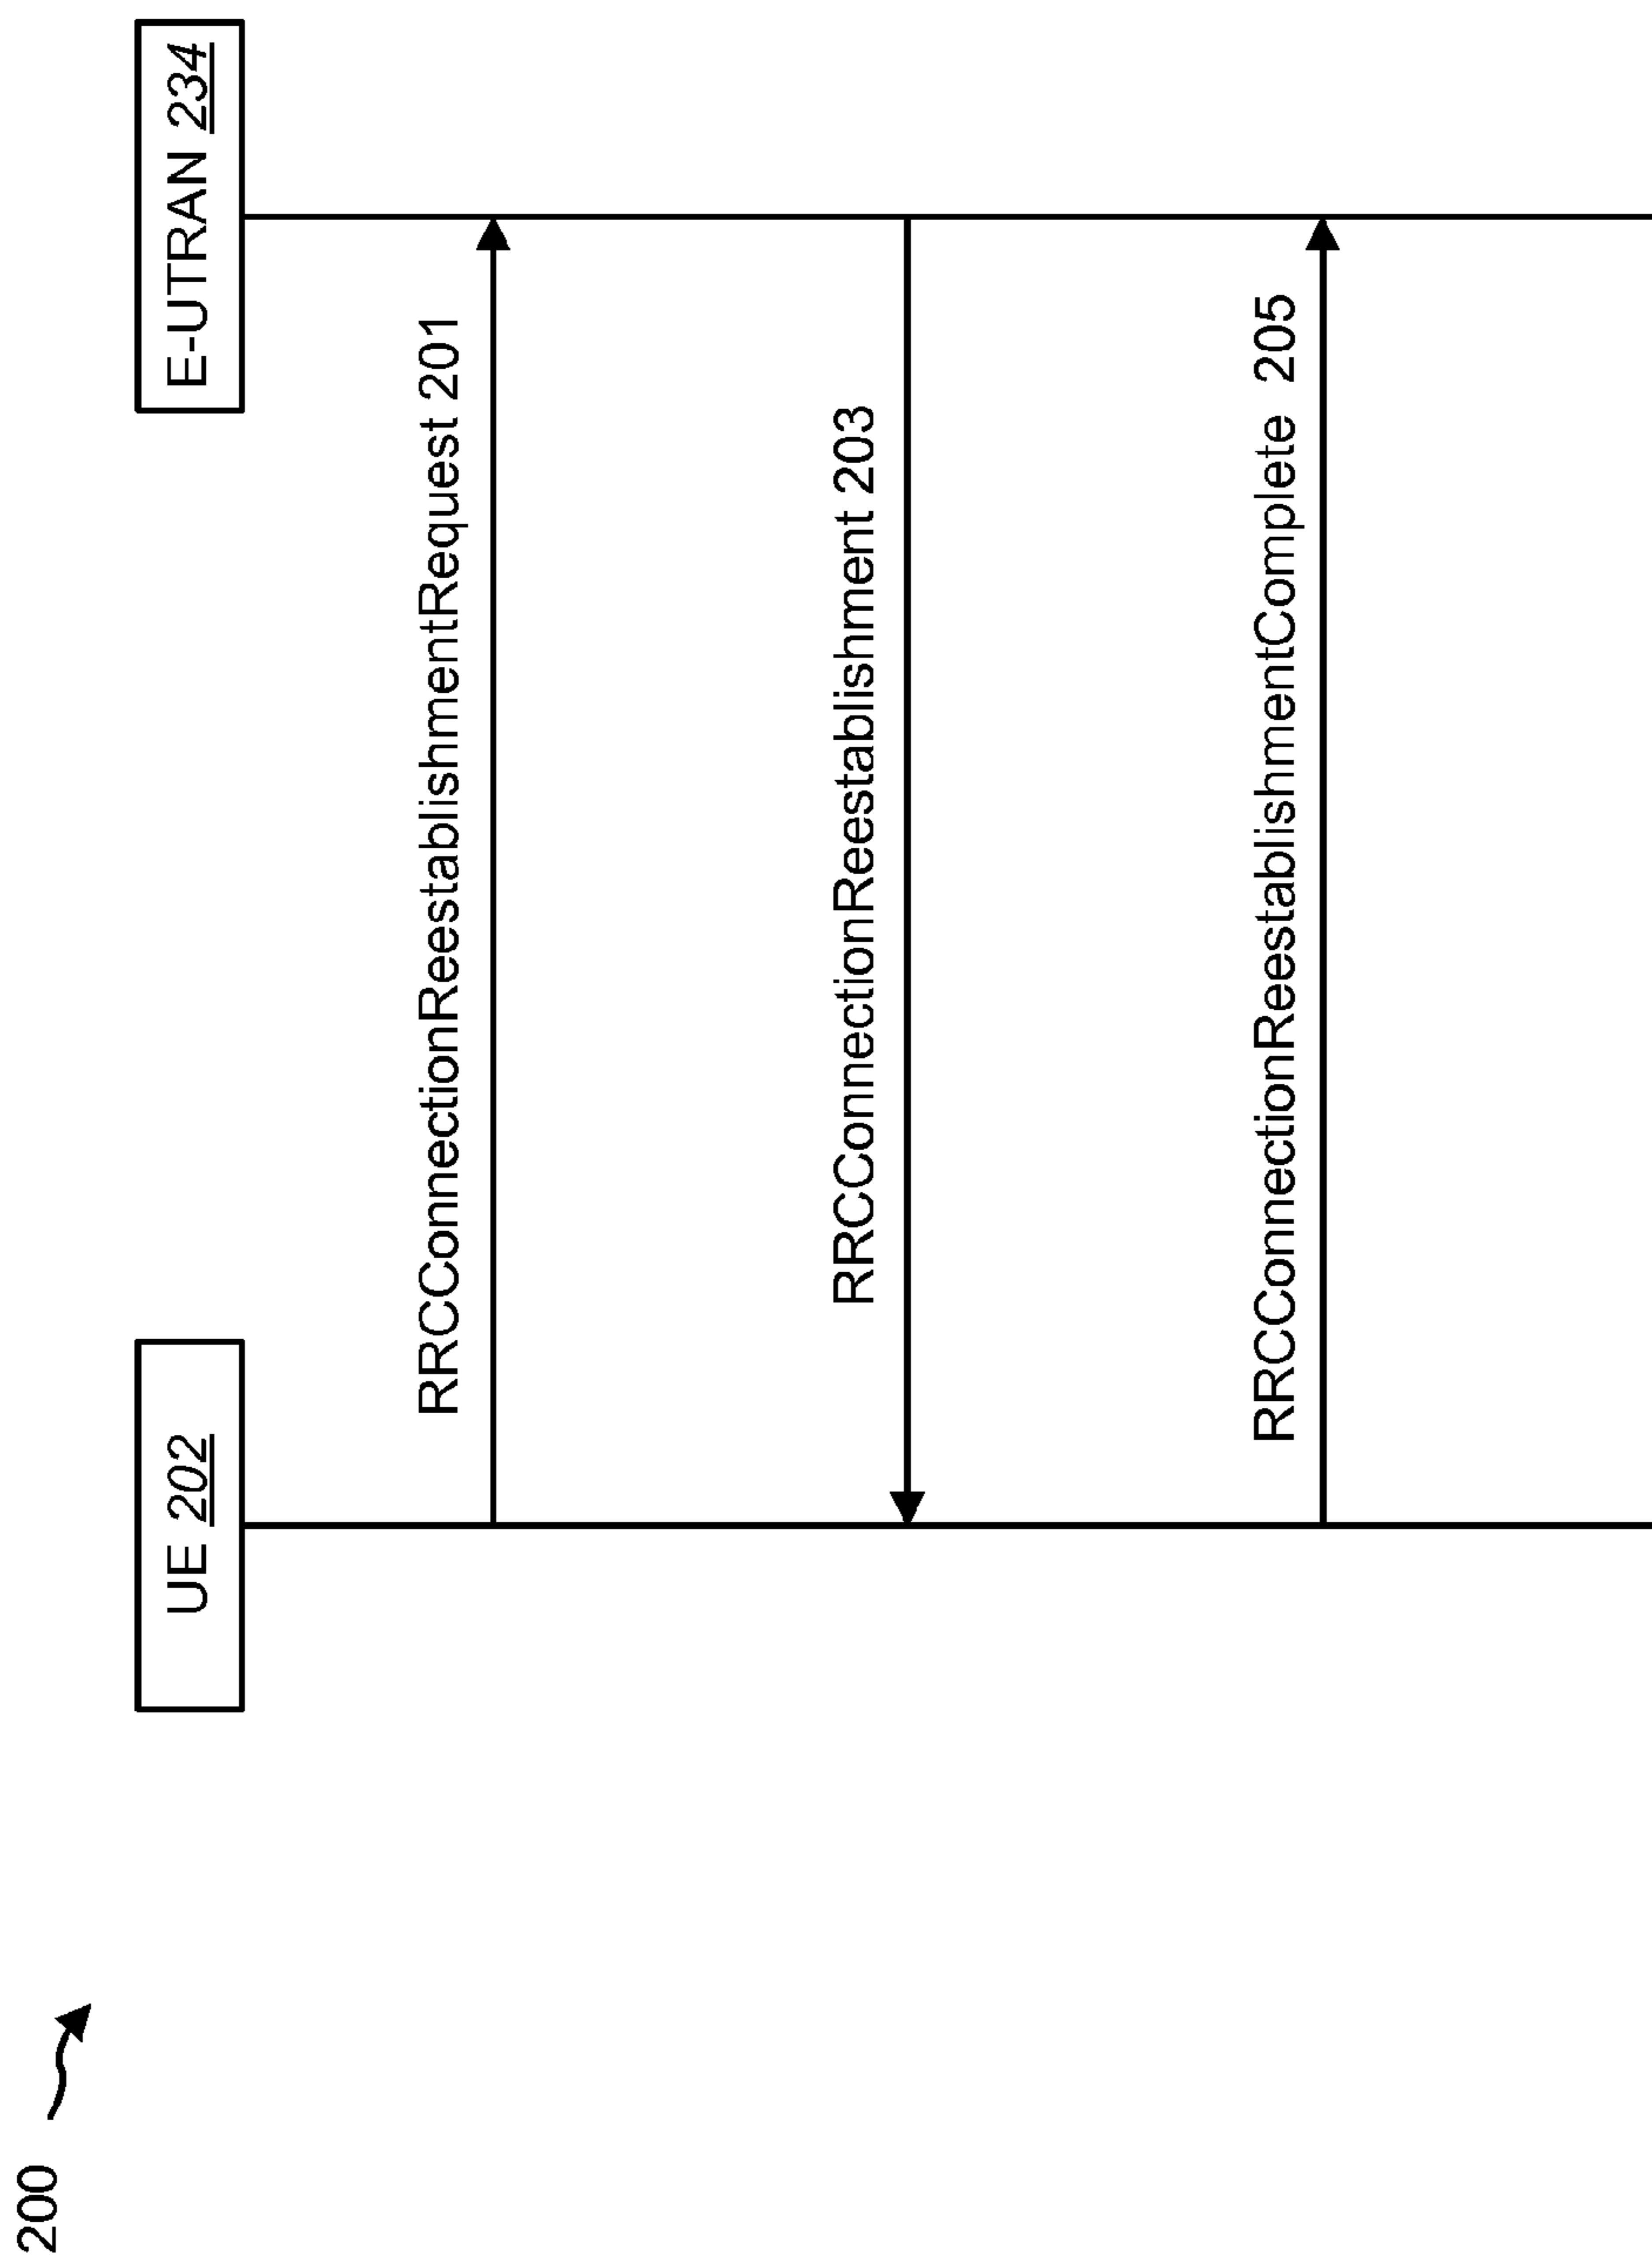 200
UE 202
E-UTRAN 234
RRCConnectionReestablishmentRequest 201
RRCConnectionReestablishment 203
RRCConnectionReestablishmentComplete 205